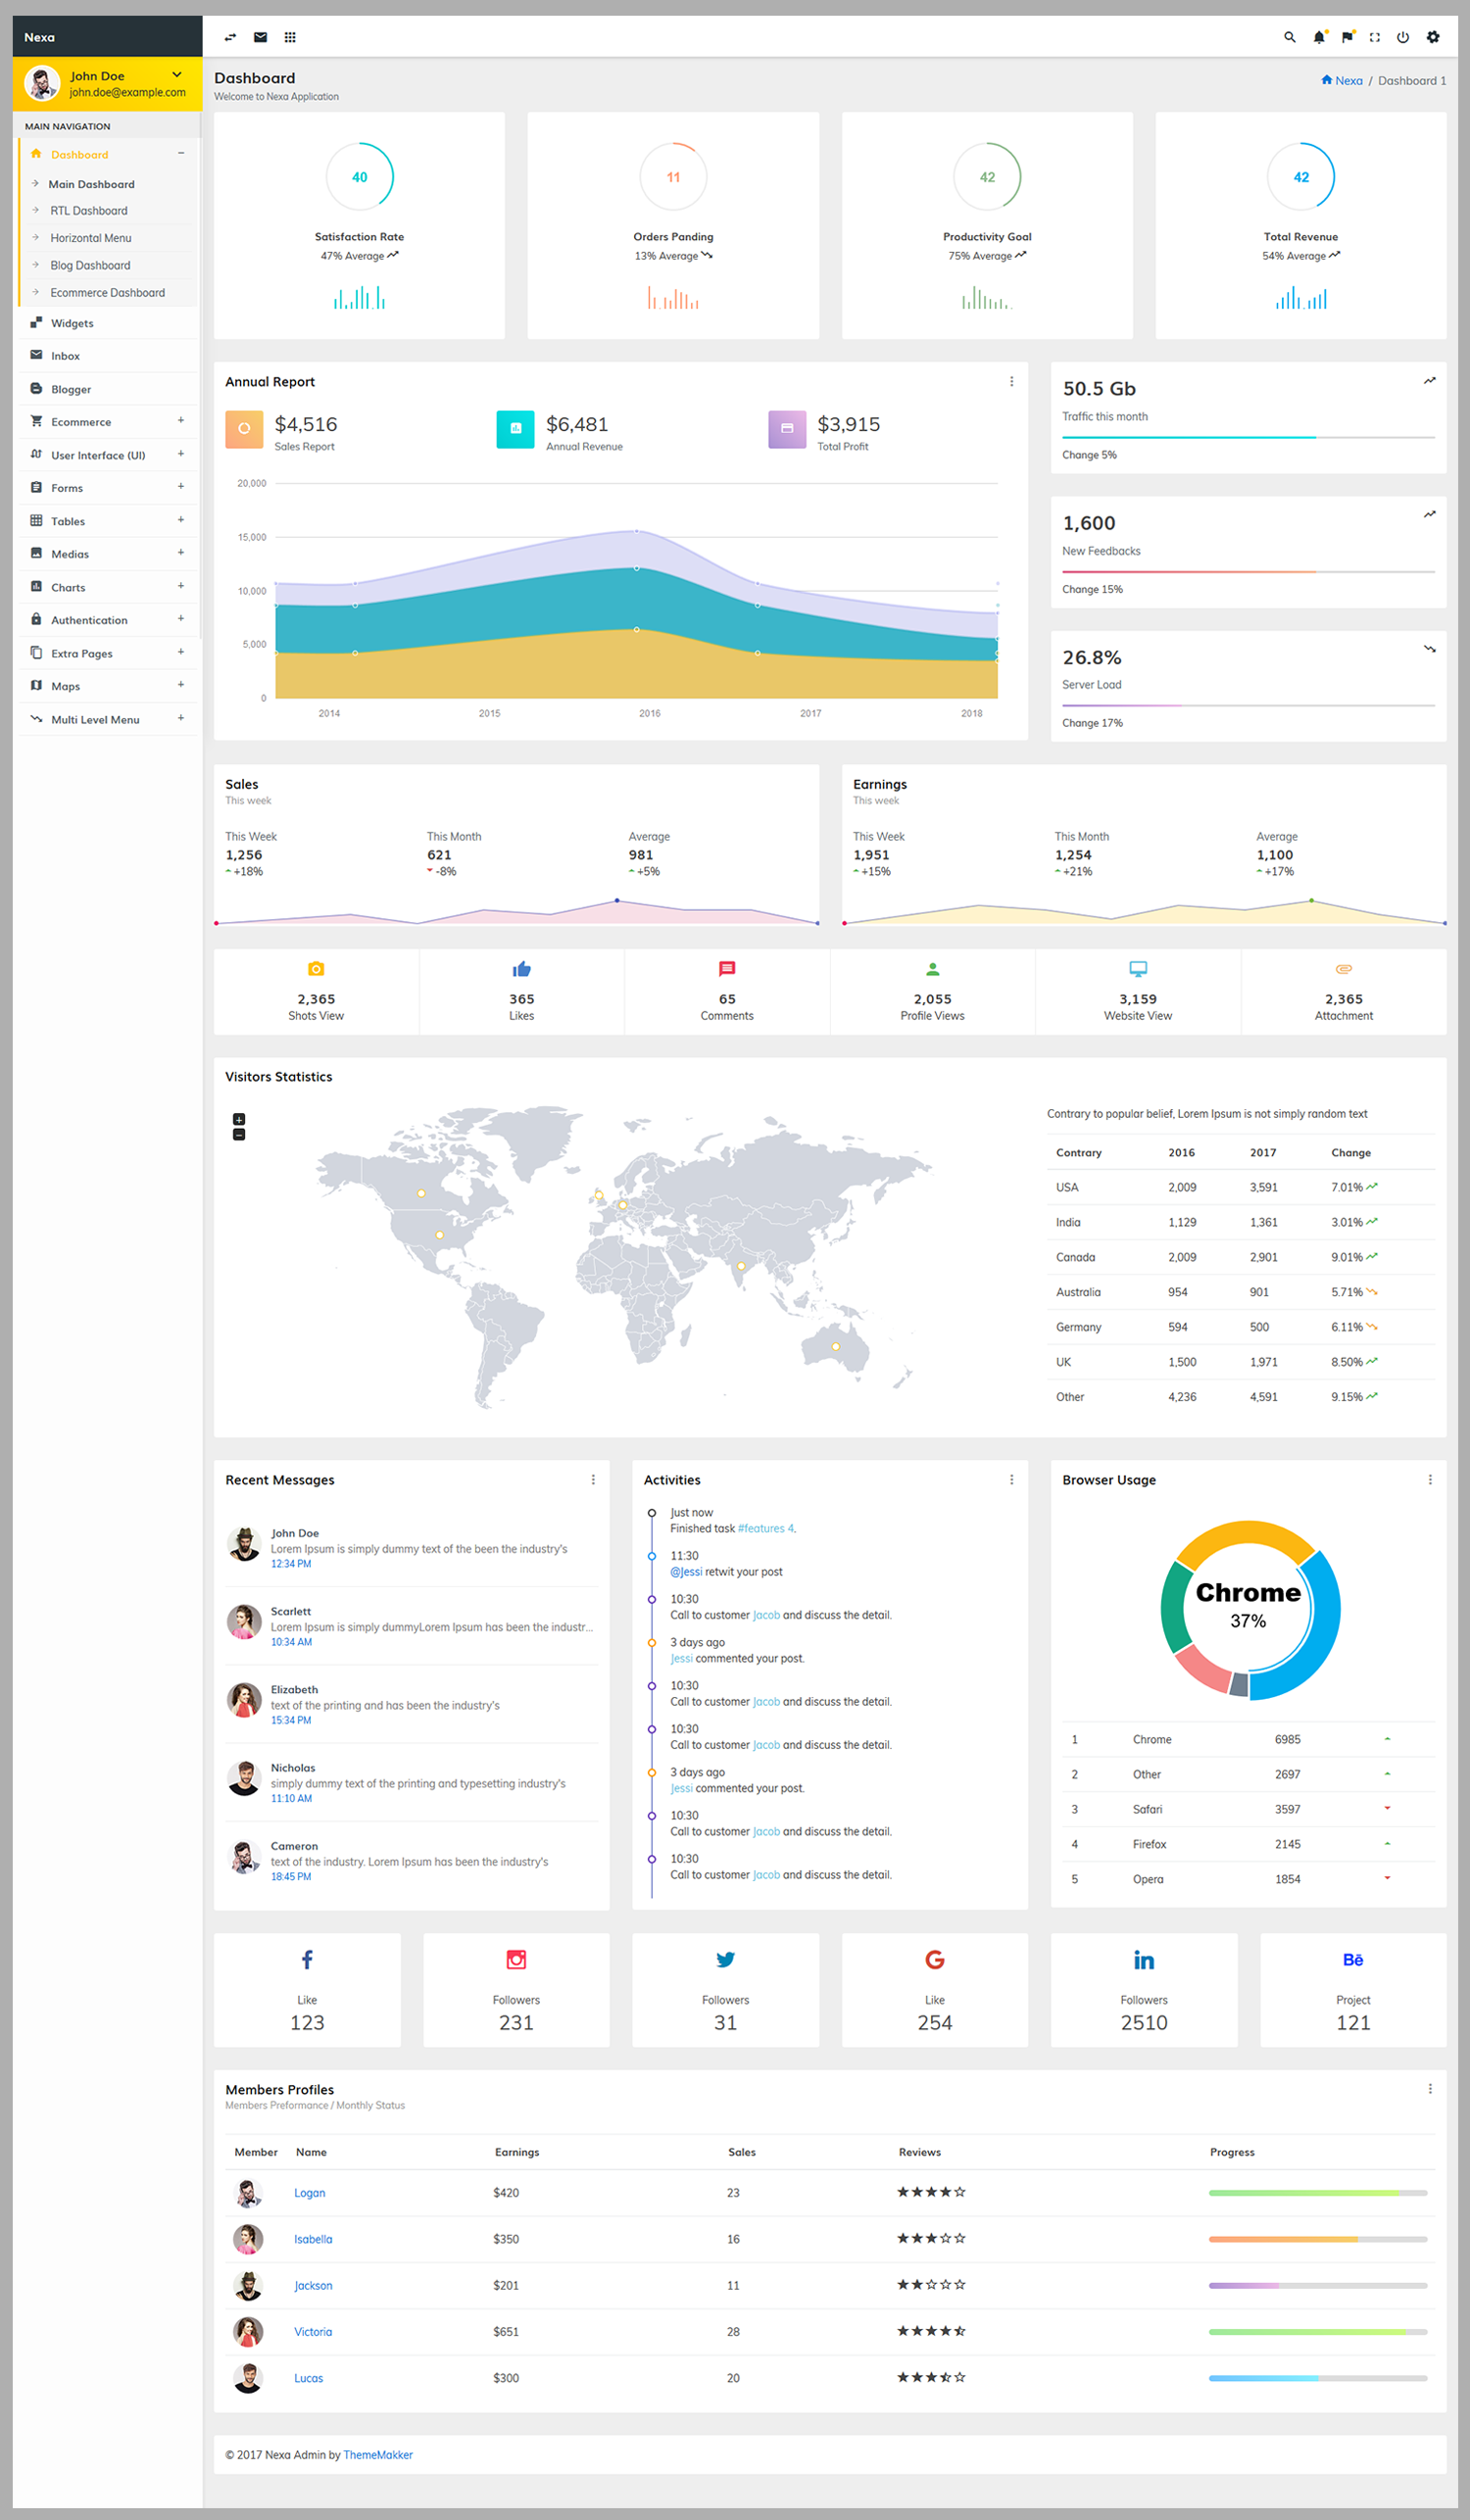 Nexa
John Doe
john.doe@example.com
MAIN NAVIGATION
Dashboard
Main Dashboard
RTL Dashboard
Horizontal Menu
Blog Dashboard
Ecommerce Dashboard
Widgets
Inbox
Blogger
Ecommerce +
User Interface (UI) +
Forms +
Tables +
Medias +
Charts +
Authentication +
Extra Pages +
Maps +
Multi Level Menu +
Dashboard
Welcome to Nexa Application
Nexa / Dashboard 1
40
Satisfaction Rate
47% Average
11
Orders Panding
13% Average
42
Productivity Goal
75% Average
42
Total Revenue
54% Average
Annual Report
$4,516
Sales Report
$6,481
Annual Revenue
$3,915
Total Profit
20,000
15,000
10,000
5,000
0
2014 2015 2016 2017 2018
50.5 Gb
Traffic this month
Change 5%
1,600
New Feedbacks
Change 15%
26.8%
Server Load
Change 17%
Sales
This week
This Week This Month Average
1,256 621 981
+18% -8% +5%
Earnings
This week
This Week This Month Average
1,951 1,254 1,100
+15% +21% +17%
2,365 365 65 2,055 3,159 2,365
Shots View Likes Comments Profile Views Website View Attachment
Visitors Statistics
+
−
Contrary to popular belief, Lorem Ipsum is not simply random text
Contrary 2016 2017 Change
USA 2,009 3,591 7.01%
India 1,129 1,361 3.01%
Canada 2,009 2,901 9.01%
Australia 954 901 5.71%
Germany 594 500 6.11%
UK 1,500 1,971 8.50%
Other 4,236 4,591 9.15%
Recent Messages
John Doe
Lorem Ipsum is simply dummy text of the been the industry's
12:34 PM
Scarlett
Lorem Ipsum is simply dummyLorem Ipsum has been the industr...
10:34 AM
Elizabeth
text of the printing and has been the industry's
15:34 PM
Nicholas
simply dummy text of the printing and typesetting industry's
11:10 AM
Cameron
text of the industry. Lorem Ipsum has been the industry's
18:45 PM
Activities
Just now
Finished task #features 4.
11:30
@Jessi retwit your post
10:30
Call to customer Jacob and discuss the detail.
3 days ago
Jessi commented your post.
10:30
Call to customer Jacob and discuss the detail.
10:30
Call to customer Jacob and discuss the detail.
3 days ago
Jessi commented your post.
10:30
Call to customer Jacob and discuss the detail.
10:30
Call to customer Jacob and discuss the detail.
Browser Usage
Chrome
37%
1 Chrome 6985
2 Other 2697
3 Safari 3597
4 Firefox 2145
5 Opera 1854
Bē
Like Followers Followers Like Followers Project
123 231 31 254 2510 121
Members Profiles
Members Preformance / Monthly Status
Member Name Earnings Sales Reviews Progress
Logan $420 23
Isabella $350 16
Jackson $201 11
Victoria $651 28
Lucas $300 20
© 2017 Nexa Admin by ThemeMakker